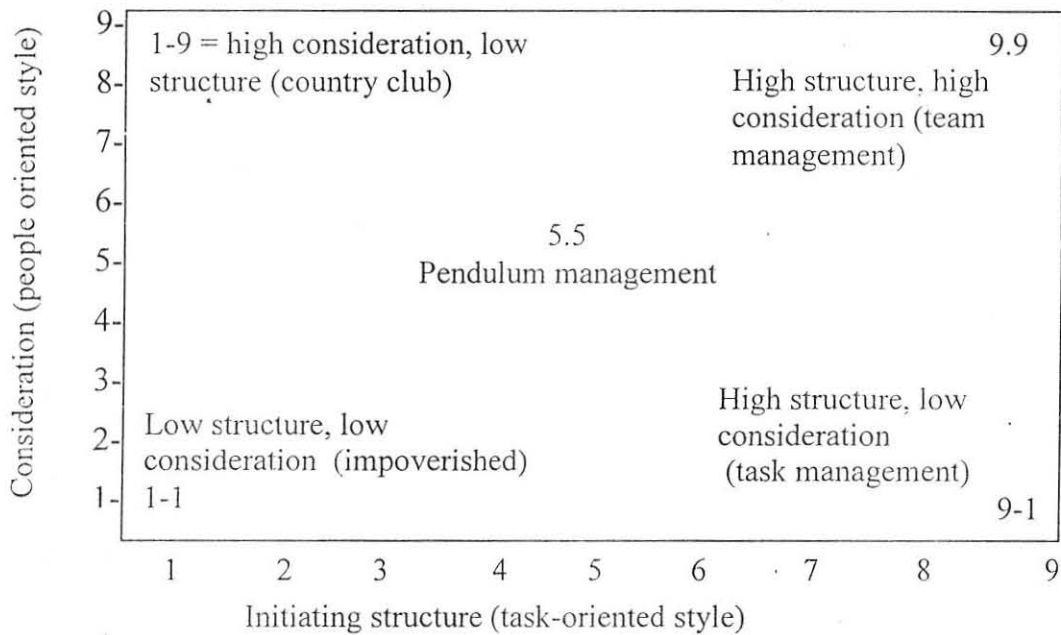 Consideration (people oriented style)
9-
8-
7-
6-
5-
4-
3-
2-
1-
1-9 = high consideration, low
structure (country club)
9.9
High structure, high
consideration (team
management)
5.5
Pendulum management
Low structure, low
consideration (impoverished)
1-1
High structure, low
consideration
(task management)
9-1
1 2 3 4 5 6 7 8 9
Initiating structure (task-oriented style)